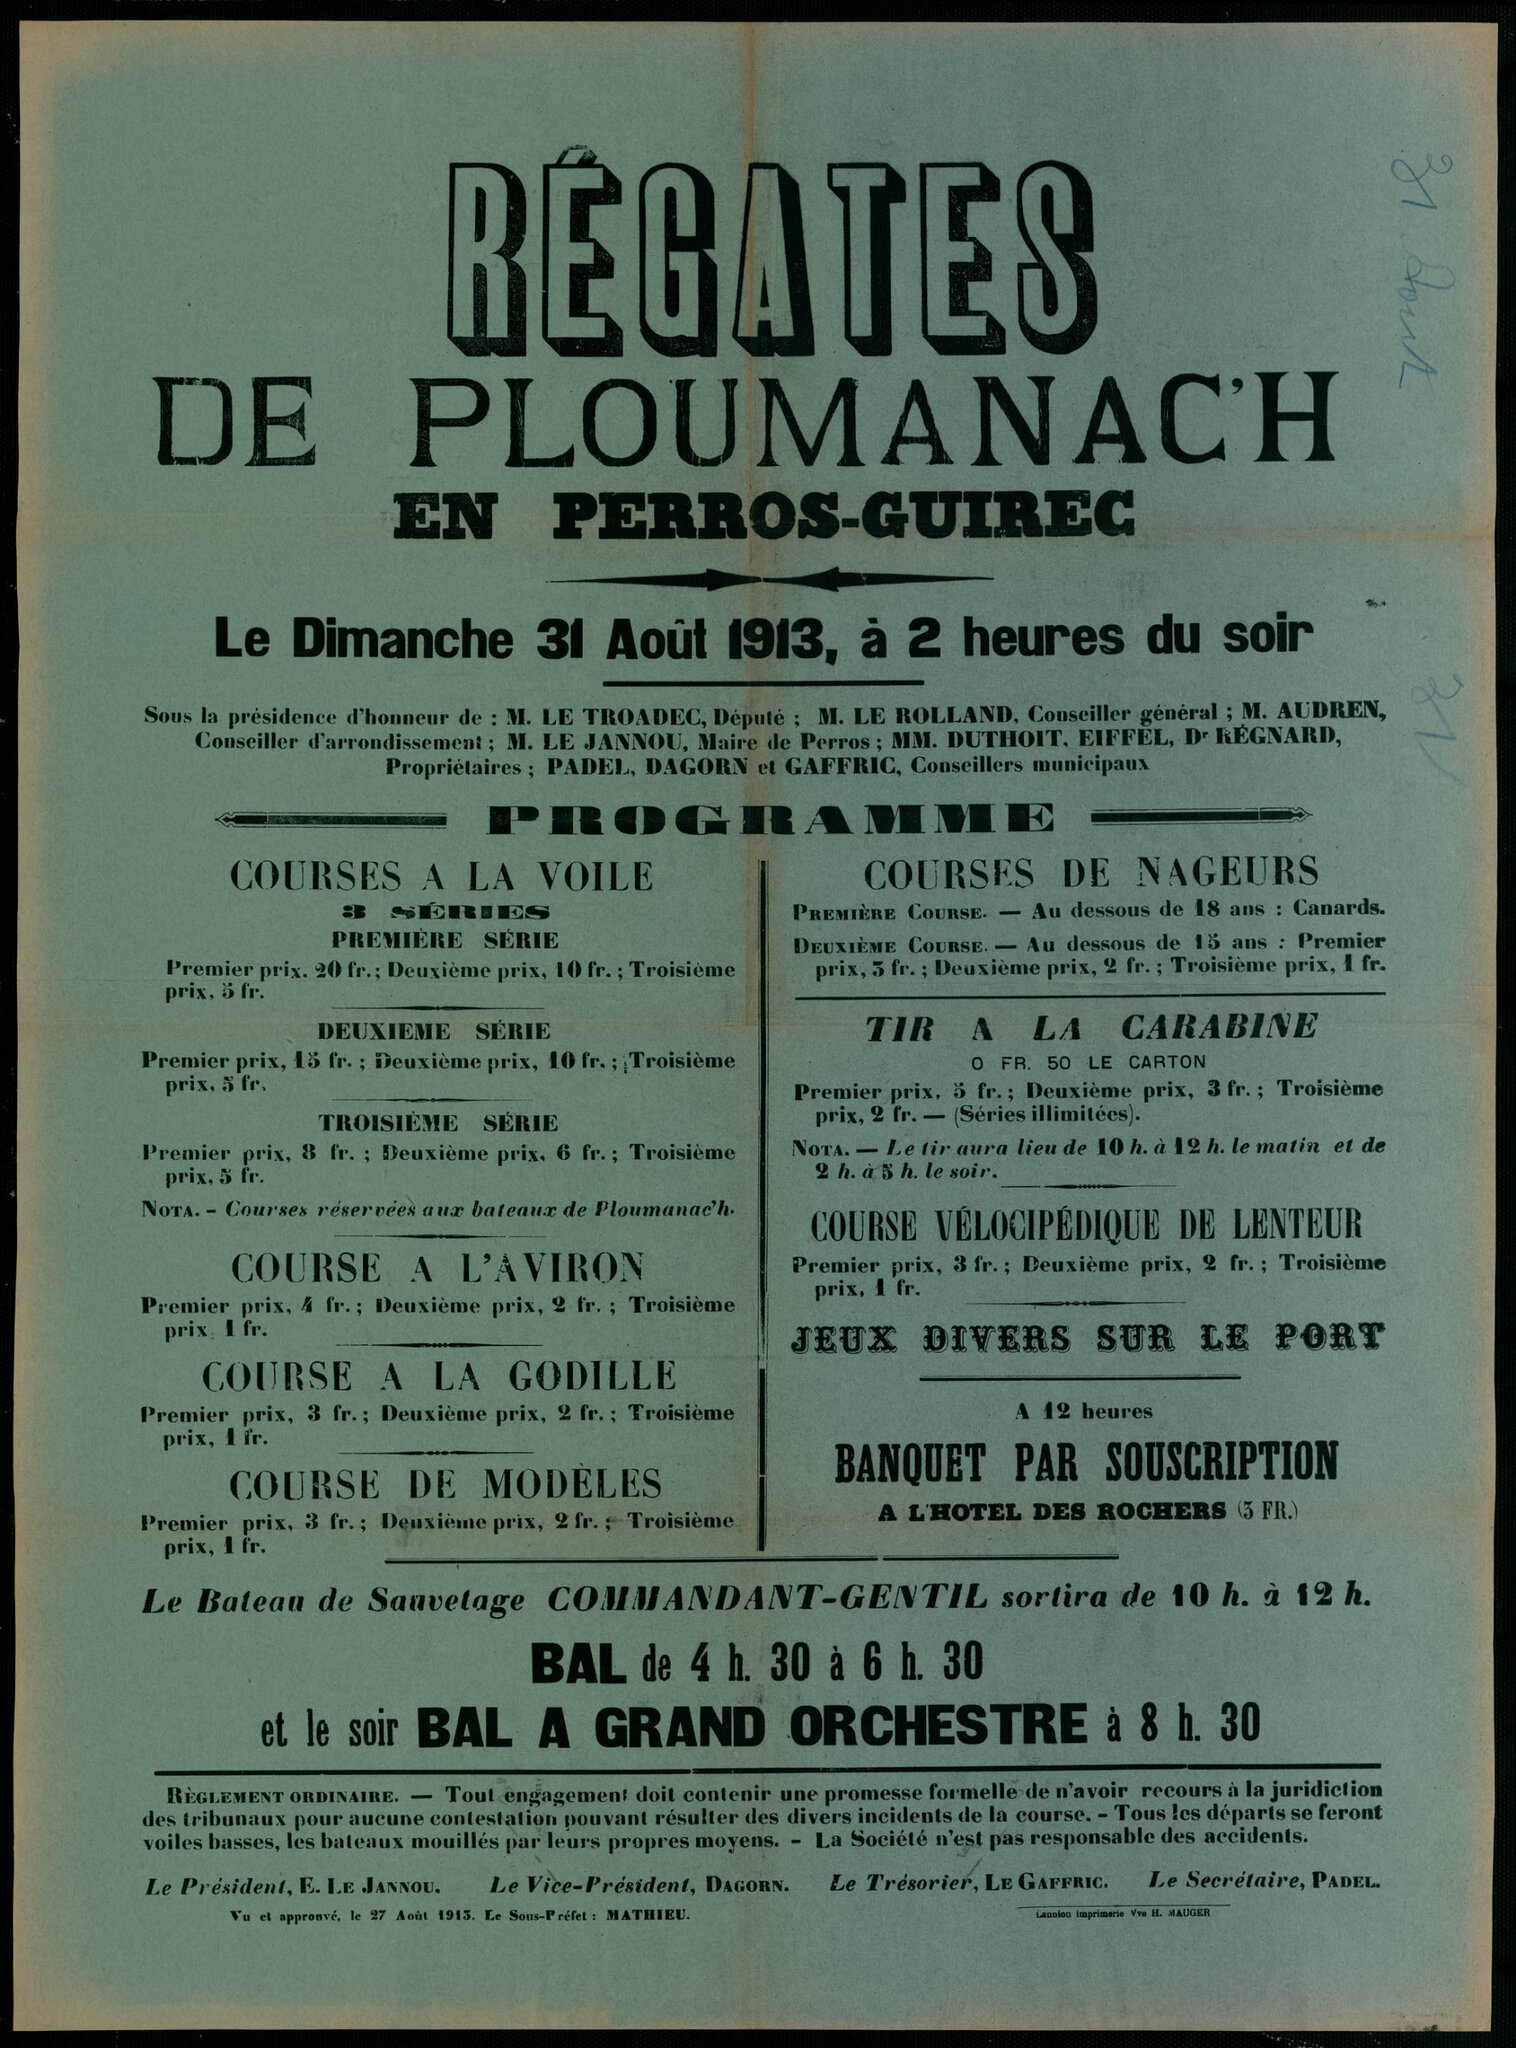 RÉGATES
DE PLOUMANAC'H
EN PERROS-GUIREC
Le Dimanche 31 Août 1913, à 2 heures du soir
Sous la présidence d'honneur de : M. LE TROADEC, Député ; M. LE ROLLAND, Conseiller général ; M. AUDREN,
Conseiller d'arrondissement ; M. LE JANNOU, Maire de Perros ; MM. DUTHOIT, EIFFEL, Dr RÉGNARD,
Propriétaires ; PADEL, DAGORN et GAFFRIC, Conseillers municipaux
PROGRAMME
COURSES A LA VOILE
3 SÉRIES
PREMIÈRE SÉRIE
Premier prix. 20 fr. ; Deuxième prix, 10 fr. ; Troisième
prix, 5 fr.
DEUXIEME SÉRIE
Premier prix, 15 fr. ; Deuxième prix, 10 fr. ; Troisième
prix, 5 fr.
TROISIÈME SÉRIE
Premier prix, 8 fr. ; Deuxième prix, 6 fr. ; Troisième
prix, 5 fr.
NOTA. - Courses réservées aux bateaux de Ploumanac'h.
COURSE A L'AVIRON
Premier prix, 4 fr. ; Deuxième prix, 2 fr. ; Troisième
prix, 1 fr.
COURSE A LA GODILLE
Premier prix, 3 fr. ; Deuxième prix, 2 fr. ; Troisième
prix, 1 fr.
COURSE DE MODÈLES
Premier prix, 3 fr. ; Deuxième prix, 2 fr. ; Troisième
prix, 1 fr.
COURSES DE NAGEURS
PREMIÈRE COURSE. — Au dessous de 18 ans : Canards.
DEUXIÈME COURSE. — Au dessous de 15 ans : Premier
prix, 3 fr. ; Deuxième prix, 2 fr. ; Troisième prix, 1 fr.
TIR A LA CARABINE
0 FR. 50 LE CARTON
Premier prix, 5 fr. ; Deuxième prix, 3 fr. ; Troisième
prix, 2 fr. — (Séries illimitées).
NOTA. — Le tir aura lieu de 10 h. à 12 h. le matin et de
2 h. à 5 h. le soir.
COURSE VÉLOCIPÉDIQUE DE LENTEUR
Premier prix, 3 fr. ; Deuxième prix, 2 fr. ; Troisième
prix, 1 fr.
JEUX DIVERS SUR LE PORT
A 12 heures
BANQUET PAR SOUSCRIPTION
A L'HOTEL DES ROCHERS (3 FR.)
Le Bateau de Sauvetage COMMANDANT-GENTIL sortira de 10 h. à 12 h.
BAL de 4 h. 30 à 6 h. 30
et le soir BAL A GRAND ORCHESTRE à 8 h. 30
RÈGLEMENT ORDINAIRE. — Tout engagement doit contenir une promesse formelle de n'avoir recours à la juridiction
des tribunaux pour aucune contestation pouvant résulter des divers incidents de la course. - Tous les départs se feront
voiles basses, les bateaux mouillés par leurs propres moyens. - La Société n'est pas responsable des accidents.
Le Président, E. LE JANNOU. Le Vice-Président, DAGORN. Le Trésorier, LE GAFFRIC. Le Secrétaire, PADEL.
Vu et approuvé, le 27 Août 1913. Le Sous-Préfet : MATHIEU.
Lannion Imprimerie Vve H. MAUGER
31 Aout